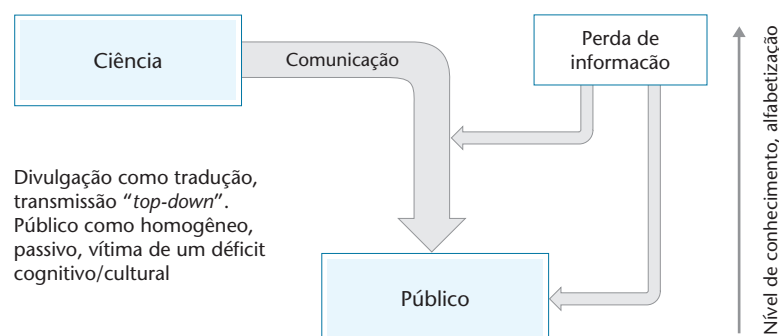 Ciência
Comunicação
Perda de
informacão
Nível de conhecimento, alfabetização
Divulgação como tradução,
transmissão “top-down”.
Público como homogêneo,
passivo, vítima de um déficit
cognitivo/cultural
Público